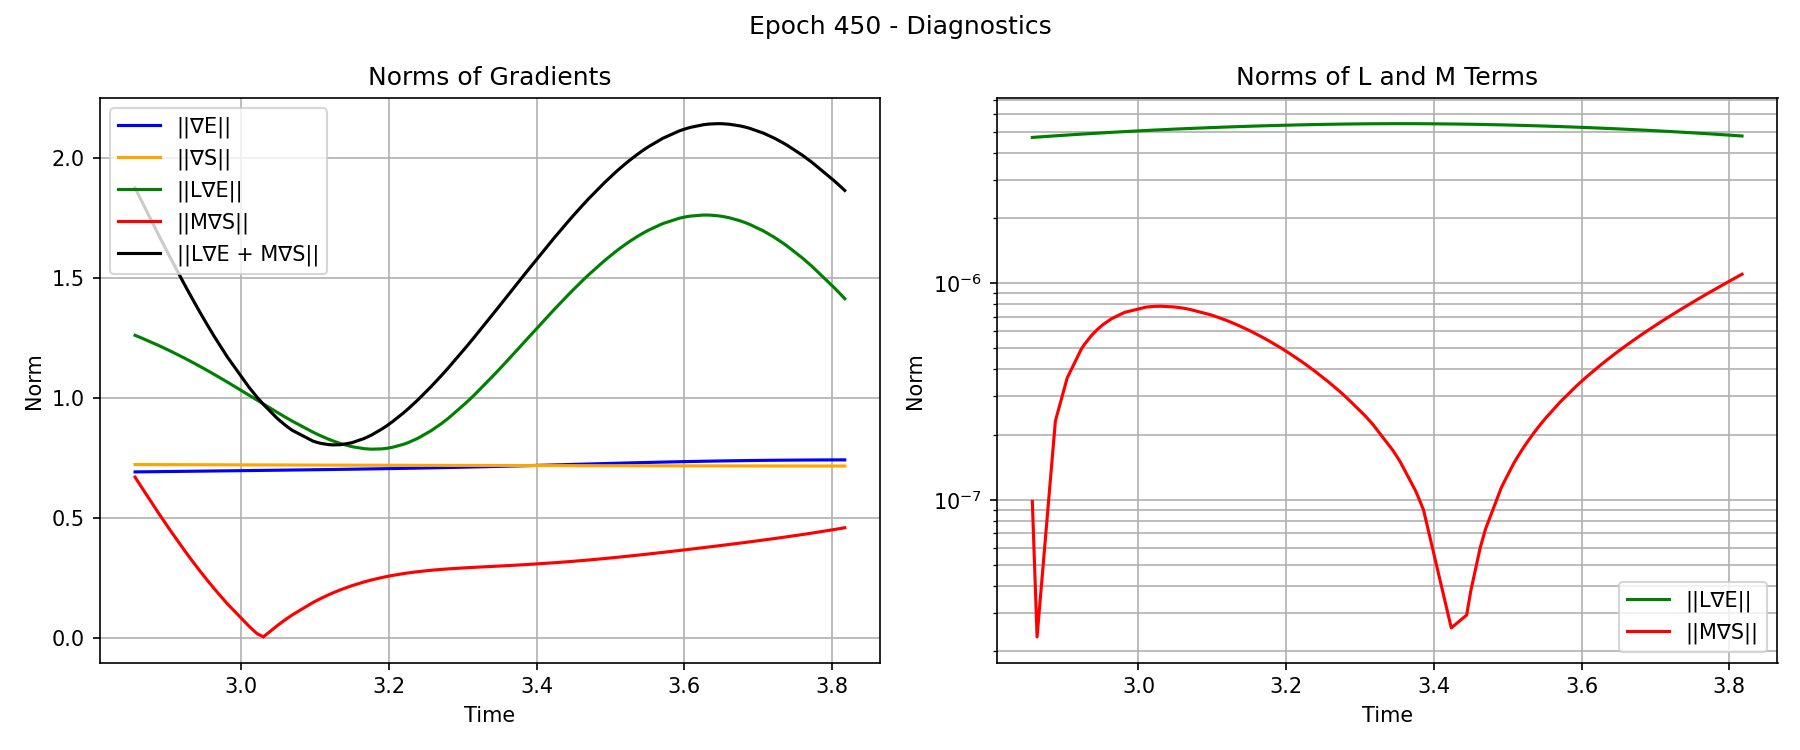 Epoch 450 - Diagnostics
Norms of Gradients
||∇E||
||∇S||
||L∇E||
||M∇S||
||L∇E + M∇S||
2.0
1.5
1.0
0.5
0.0
Norm
3.0 3.2 3.4 3.6 3.8
Time
Norms of L and M Terms
10⁻⁶
10⁻⁷
Norm
||L∇E||
||M∇S||
3.0 3.2 3.4 3.6 3.8
Time